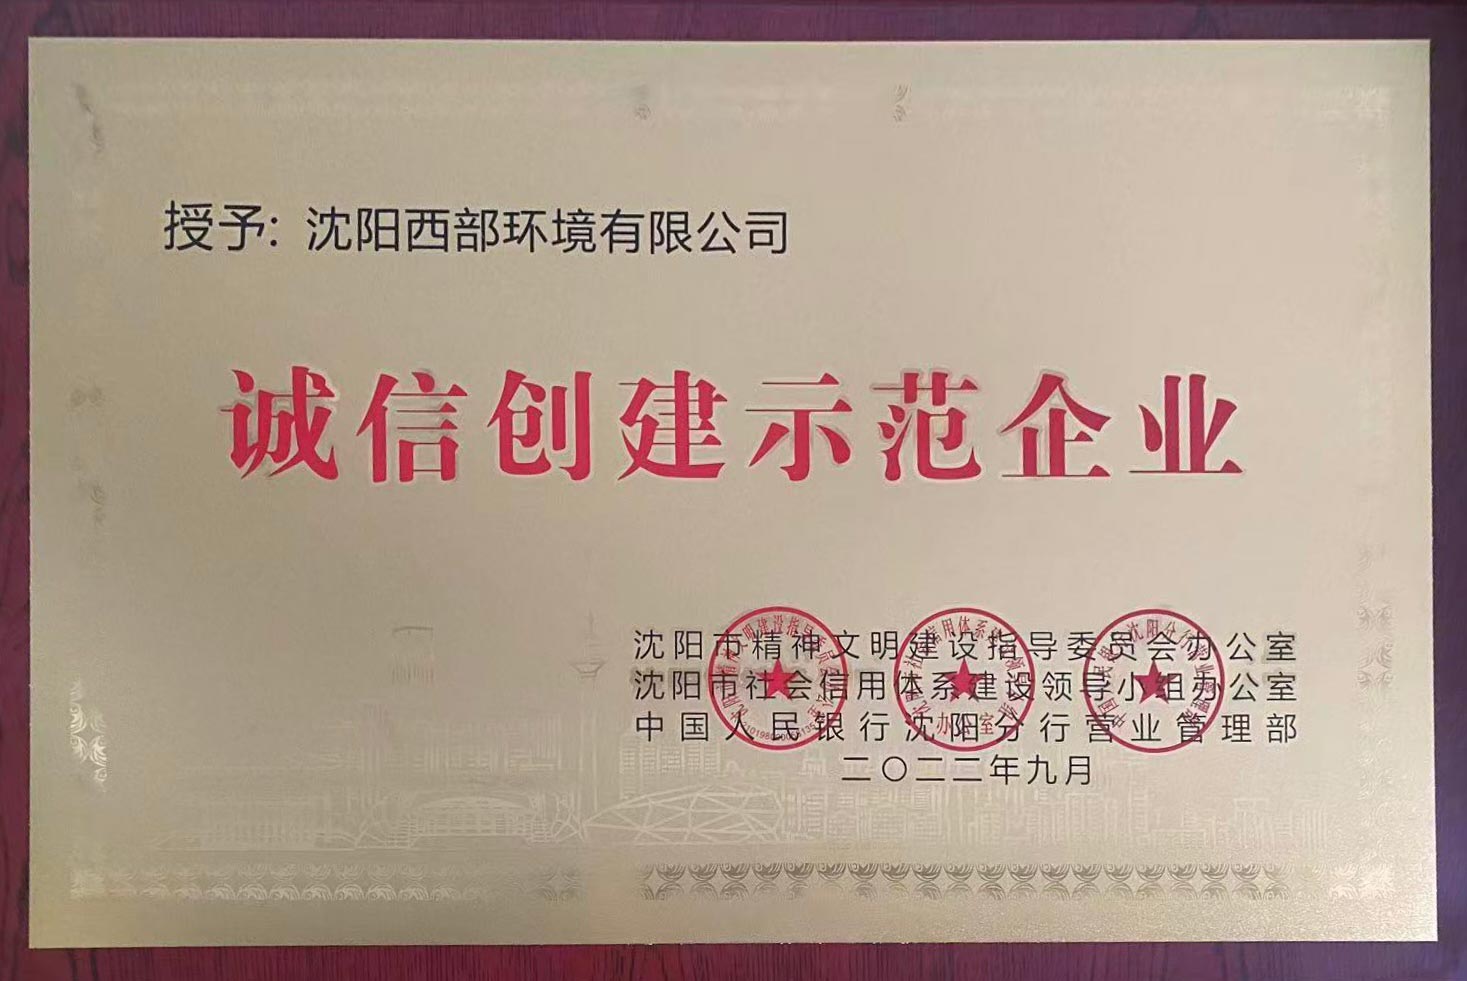 授予: 沈阳西部环境有限公司
诚信创建示范企业
沈阳市精神文明建设指导委员会办公室
沈阳市社会信用体系建设领导小组办公室
中国人民银行沈阳分行营业管理部
二〇二二年九月
办公室